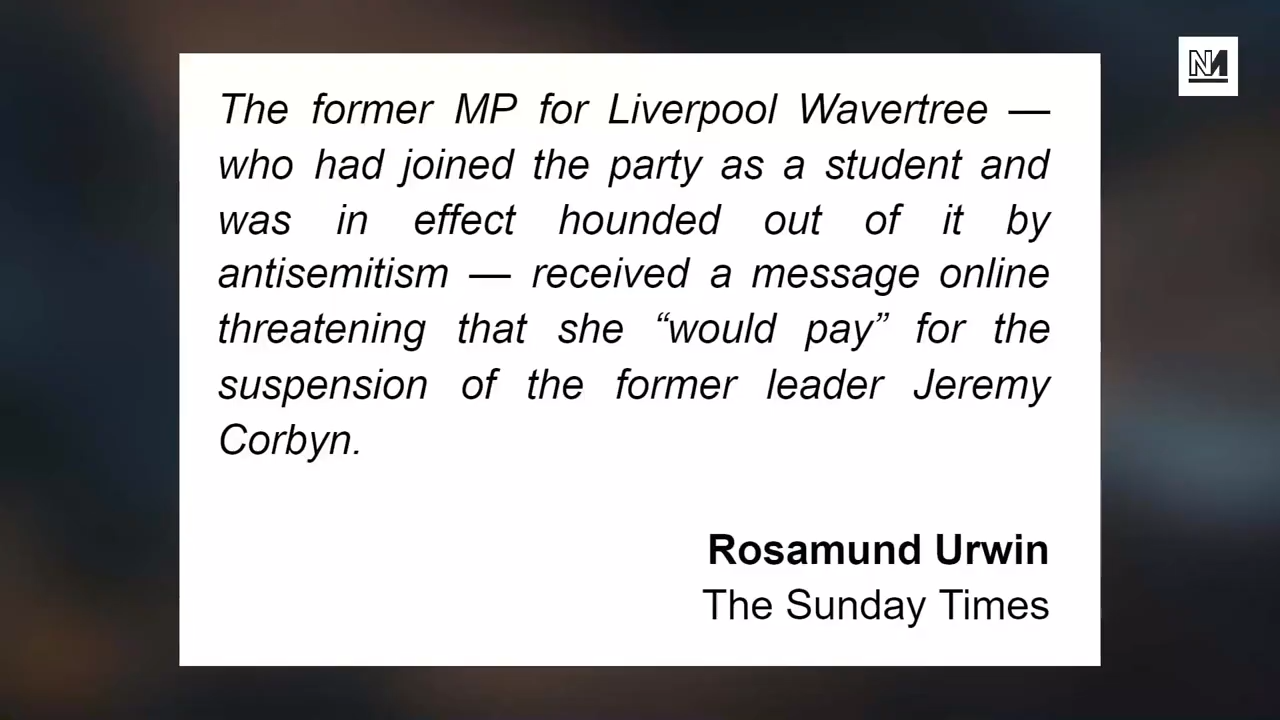 NM
The former MP for Liverpool Wavertree —
who had joined the party as a student and
was in effect hounded out of it by
antisemitism — received a message online
threatening that she “would pay” for the
suspension of the former leader Jeremy
Corbyn.
Rosamund Urwin
The Sunday Times